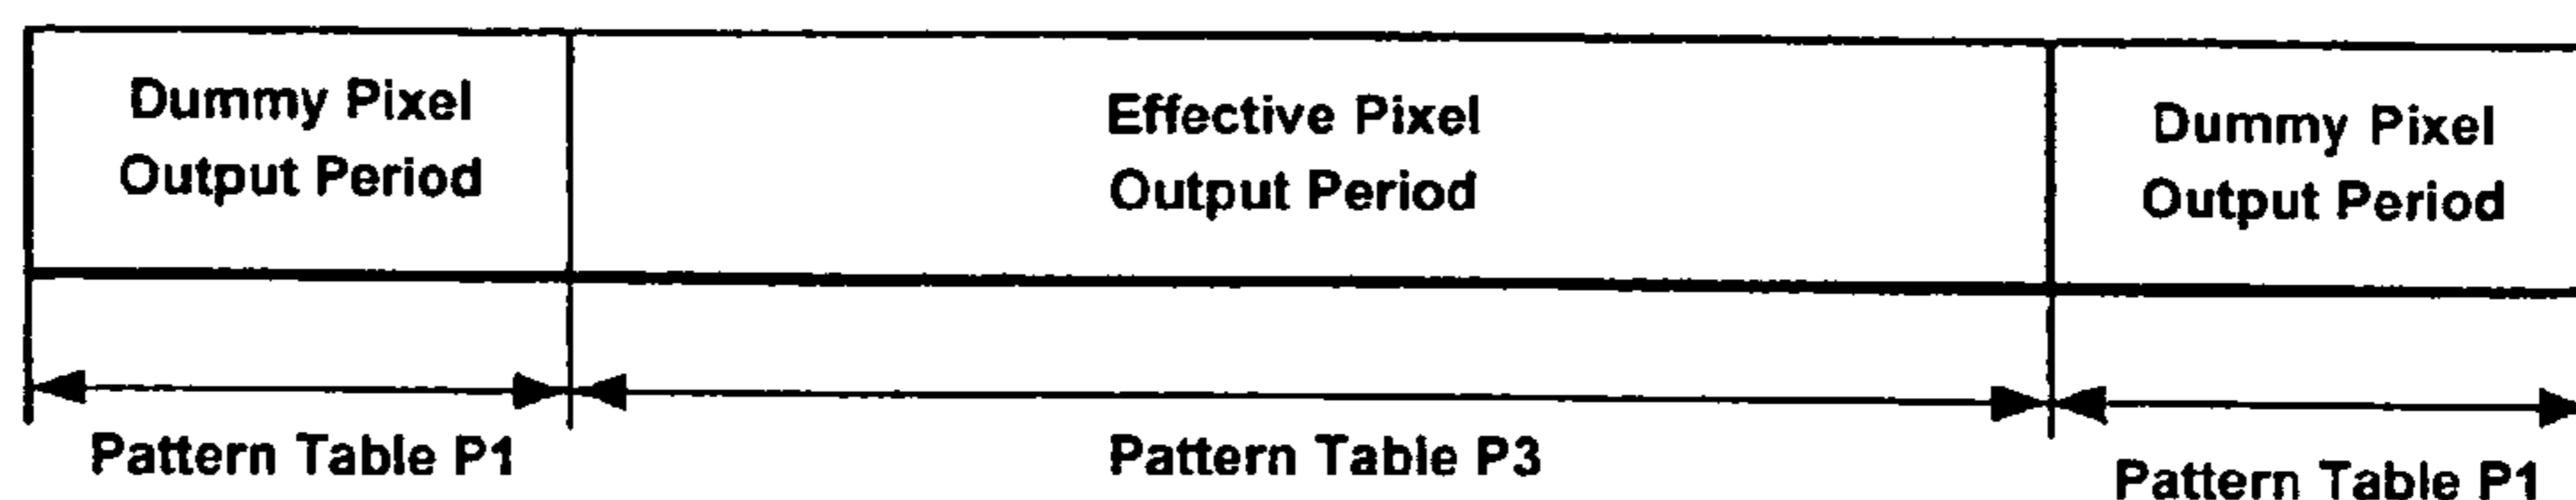 Dummy Pixel
Output Period
Effective Pixel
Output Period
Dummy Pixel
Output Period
Pattern Table P1
Pattern Table P3
Pattern Table P1